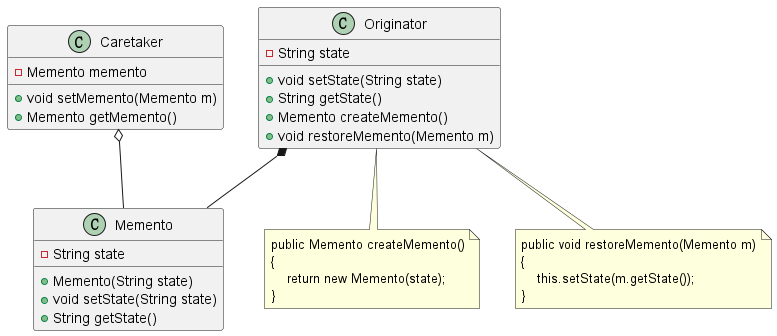 C Caretaker
Memento memento
void setMemento(Memento m)
Memento getMemento()
C Originator
String state
void setState(String state)
String getState()
Memento createMemento()
void restoreMemento(Memento m)
C Memento
String state
Memento(String state)
void setState(String state)
String getState()
public Memento createMemento()
{
return new Memento(state);
}
public void restoreMemento(Memento m)
{
this.setState(m.getState());
}